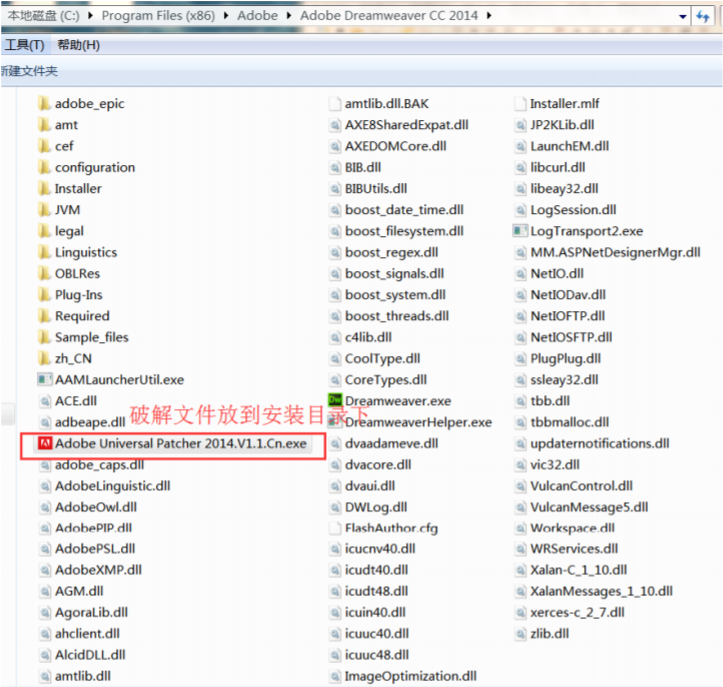 本地磁盘 (C:) ▸ Program Files (x86) ▸ Adobe ▸ Adobe Dreamweaver CC 2014 ▸
工具(T) 帮助(H)
新建文件夹
adobe_epic
amt
cef
configuration
Installer
JVM
legal
Linguistics
OBLRes
Plug-Ins
Required
Sample_files
zh_CN
AAMLauncherUtil.exe
ACE.dll
adbeape.dll
破解文件放到安装目录下
Adobe Universal Patcher 2014.V1.1.Cn.exe
adobe_caps.dll
AdobeLinguistic.dll
AdobeOwl.dll
AdobePIP.dll
AdobePSL.dll
AdobeXMP.dll
AGM.dll
AgoraLib.dll
ahclient.dll
AlcidDLL.dll
amtlib.dll
amtlib.dll.BAK
AXE8SharedExpat.dll
AXEDOMCore.dll
BIB.dll
BIBUtils.dll
boost_date_time.dll
boost_filesystem.dll
boost_regex.dll
boost_signals.dll
boost_system.dll
boost_threads.dll
c4lib.dll
CoolType.dll
CoreTypes.dll
Dreamweaver.exe
DreamweaverHelper.exe
dvaadameve.dll
dvacore.dll
dvaui.dll
DWLog.dll
FlashAuthor.cfg
icucnv40.dll
icudt40.dll
icudt48.dll
icuin40.dll
icuuc40.dll
icuuc48.dll
ImageOptimization.dll
Installer.mlf
JP2KLib.dll
LaunchEM.dll
libcurl.dll
libeay32.dll
LogSession.dll
LogTransport2.exe
MM.ASPNetDesignerMgr.dll
NetIO.dll
NetIODav.dll
NetIOFTP.dll
NetIOSFTP.dll
PlugPlug.dll
ssleay32.dll
tbb.dll
tbbmalloc.dll
updaternotifications.dll
vic32.dll
VulcanControl.dll
VulcanMessage5.dll
Workspace.dll
WRServices.dll
Xalan-C_1_10.dll
XalanMessages_1_10.dll
xerces-c_2_7.dll
zlib.dll